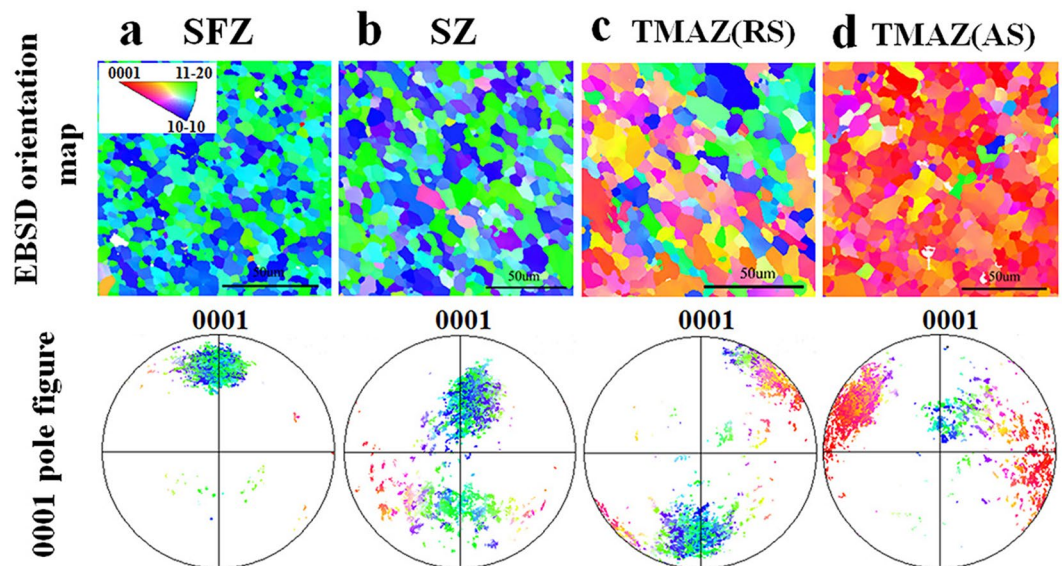 a SFZ
b SZ
c TMAZ(RS)
d TMAZ(AS)
EBSD orientation
map
0001 11-20
10-10
50um
50um
50um
50um
0001 pole figure
0001
0001
0001
0001